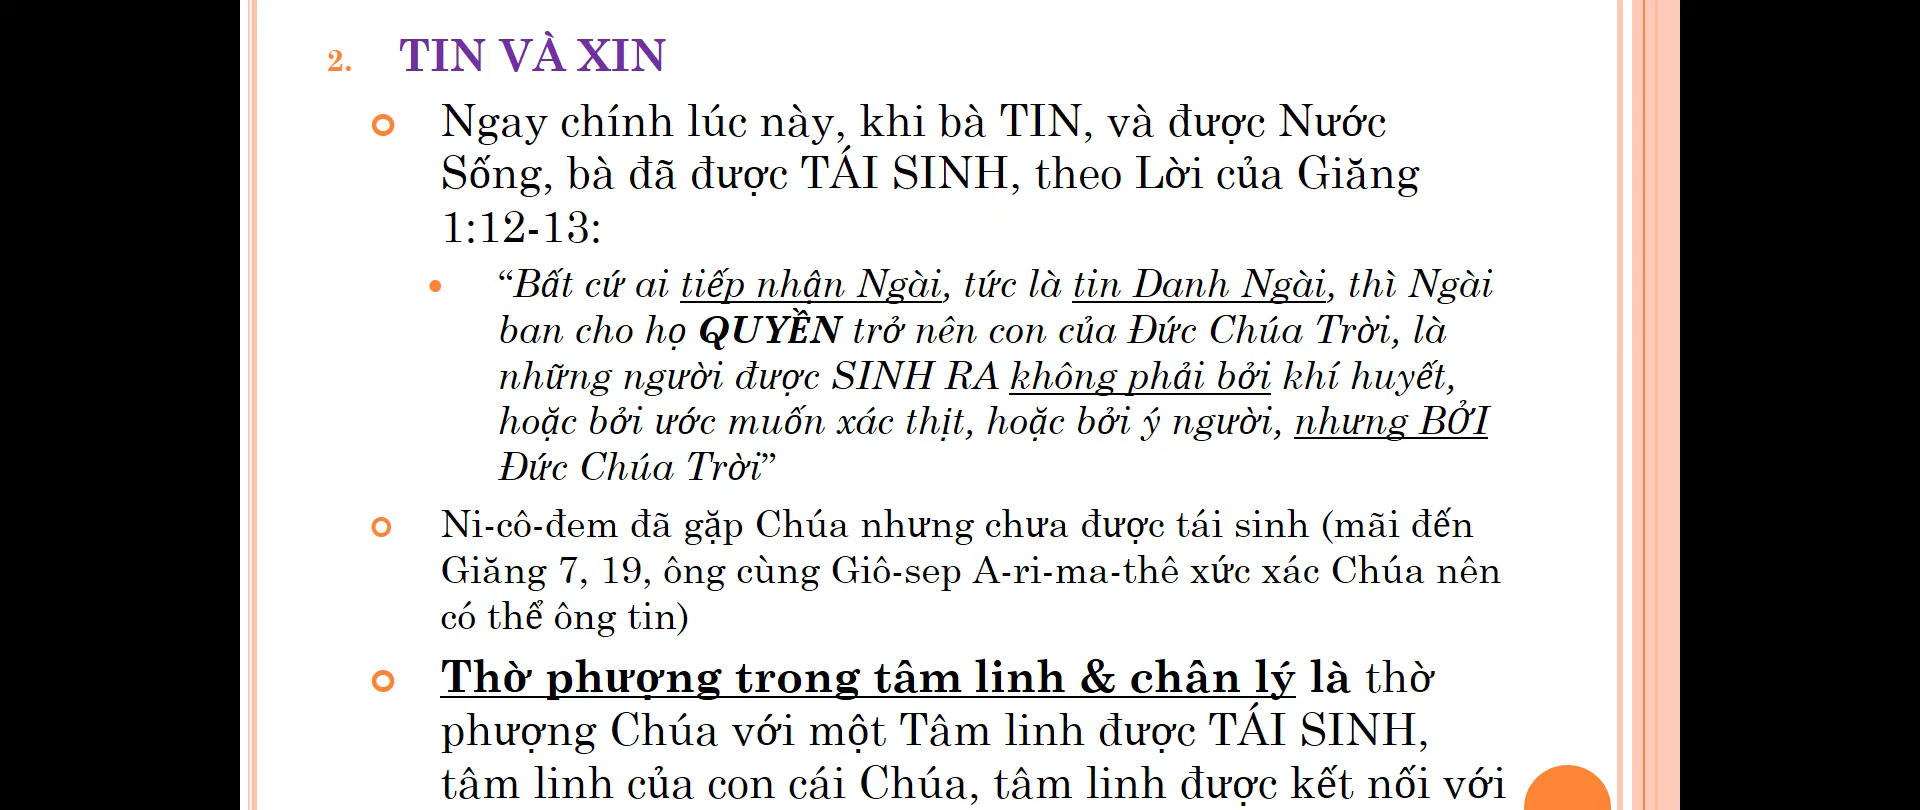 2. TIN VÀ XIN
Ngay chính lúc này, khi bà TIN, và được Nước
Sống, bà đã được TÁI SINH, theo Lời của Giăng
1:12-13:
“Bất cứ ai tiếp nhận Ngài, tức là tin Danh Ngài, thì Ngài
ban cho họ QUYỀN trở nên con của Đức Chúa Trời, là
những người được SINH RA không phải bởi khí huyết,
hoặc bởi ước muốn xác thịt, hoặc bởi ý người, nhưng BỞI
Đức Chúa Trời”
Ni-cô-đem đã gặp Chúa nhưng chưa được tái sinh (mãi đến
Giăng 7, 19, ông cùng Giô-sep A-ri-ma-thê xức xác Chúa nên
có thể ông tin)
Thờ phượng trong tâm linh & chân lý là thờ
phượng Chúa với một Tâm linh được TÁI SINH,
tâm linh của con cái Chúa, tâm linh được kết nối với